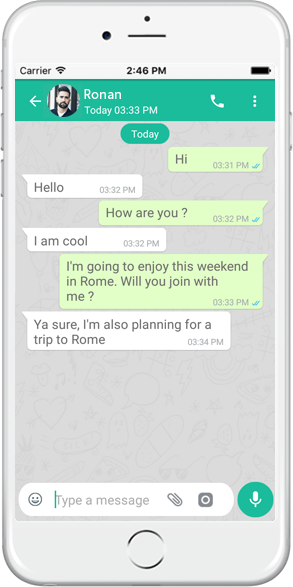 Carrier 2:46 PM
Ronan
Today 03:33 PM
Today
Hi
03:31 PM
Hello
03:32 PM
How are you ?
03:32 PM
I am cool
03:32 PM
I'm going to enjoy this weekend
in Rome. Will you join with
me ?
03:33 PM
Ya sure, I'm also planning for a
trip to Rome
03:34 PM
Type a message